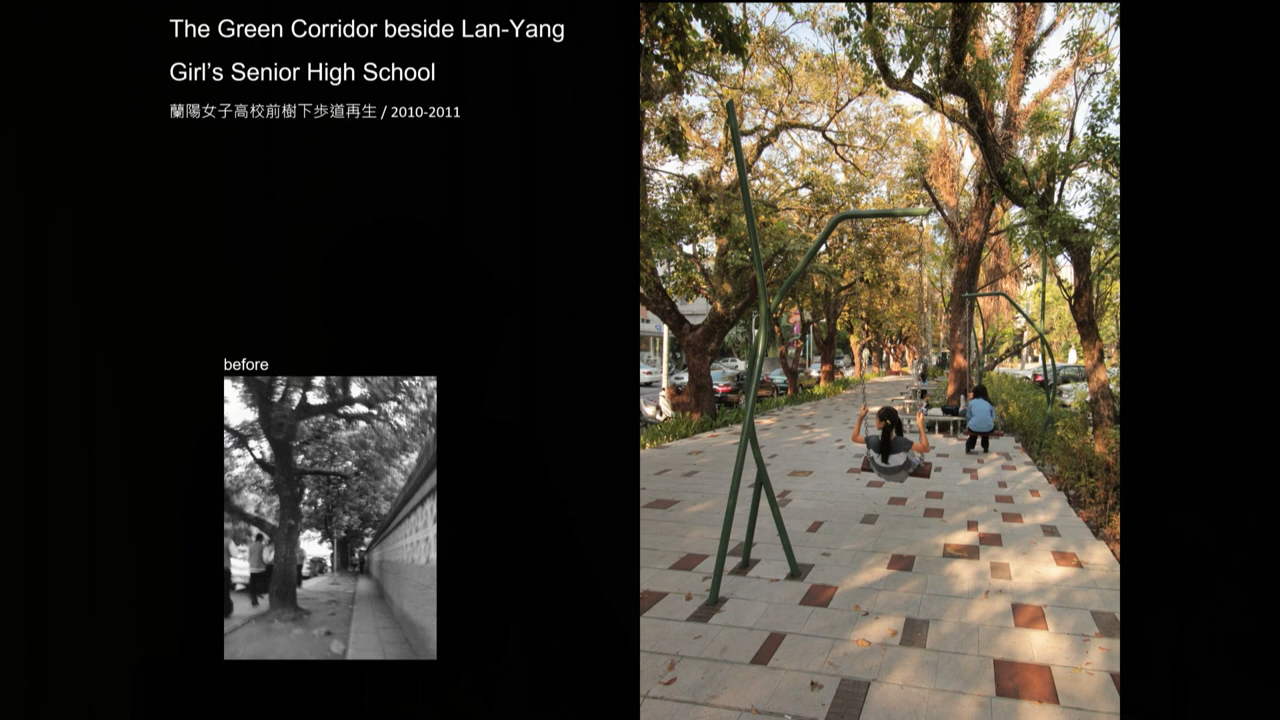 The Green Corridor beside Lan-Yang
Girl’s Senior High School
蘭陽女子高校前樹下歩道再生 / 2010-2011
before